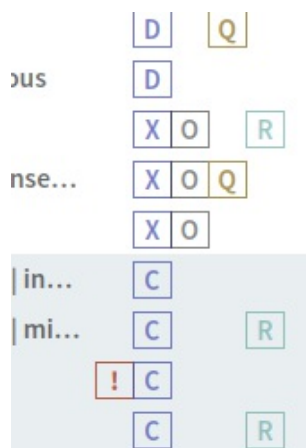 D Q
ous D
X O R
nse... X O Q
X O
| in... C
| mi... C R
! C
C R